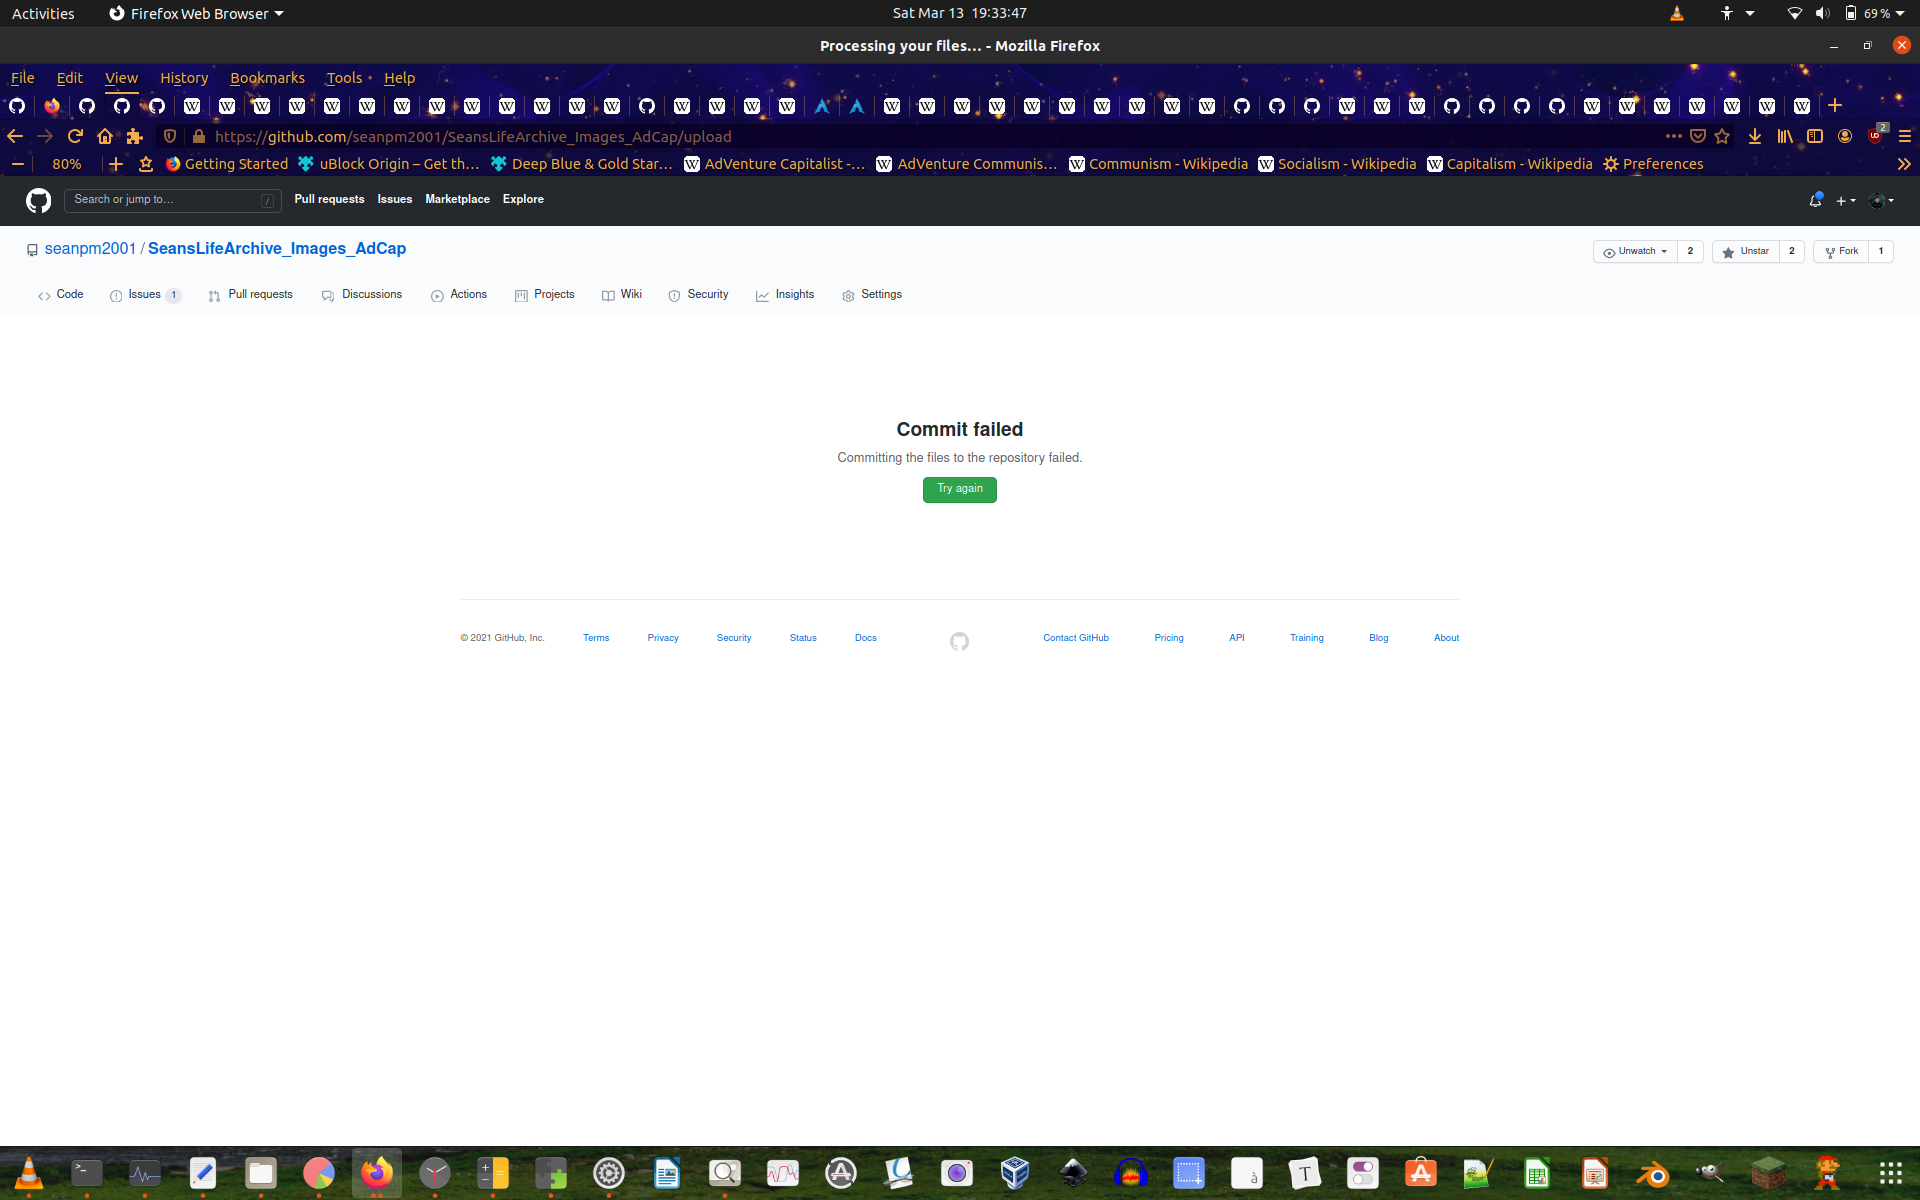 Activities Firefox Web Browser Sat Mar 13 19:33:47 69 %
Processing your files… - Mozilla Firefox
File Edit View History Bookmarks Tools Help
https://github.com/seanpm2001/SeansLifeArchive_Images_AdCap/upload 2
80% Getting Started uBlock Origin – Get th… Deep Blue & Gold Star… AdVenture Capitalist -… AdVenture Communis… Communism - Wikipedia Socialism - Wikipedia Capitalism - Wikipedia Preferences
Search or jump to… / Pull requests Issues Marketplace Explore
seanpm2001 / SeansLifeArchive_Images_AdCap Unwatch 2 Unstar 2 Fork 1
Code Issues 1 Pull requests Discussions Actions Projects Wiki Security Insights Settings
Commit failed
Committing the files to the repository failed.
Try again
© 2021 GitHub, Inc. Terms Privacy Security Status Docs Contact GitHub Pricing API Training Blog About